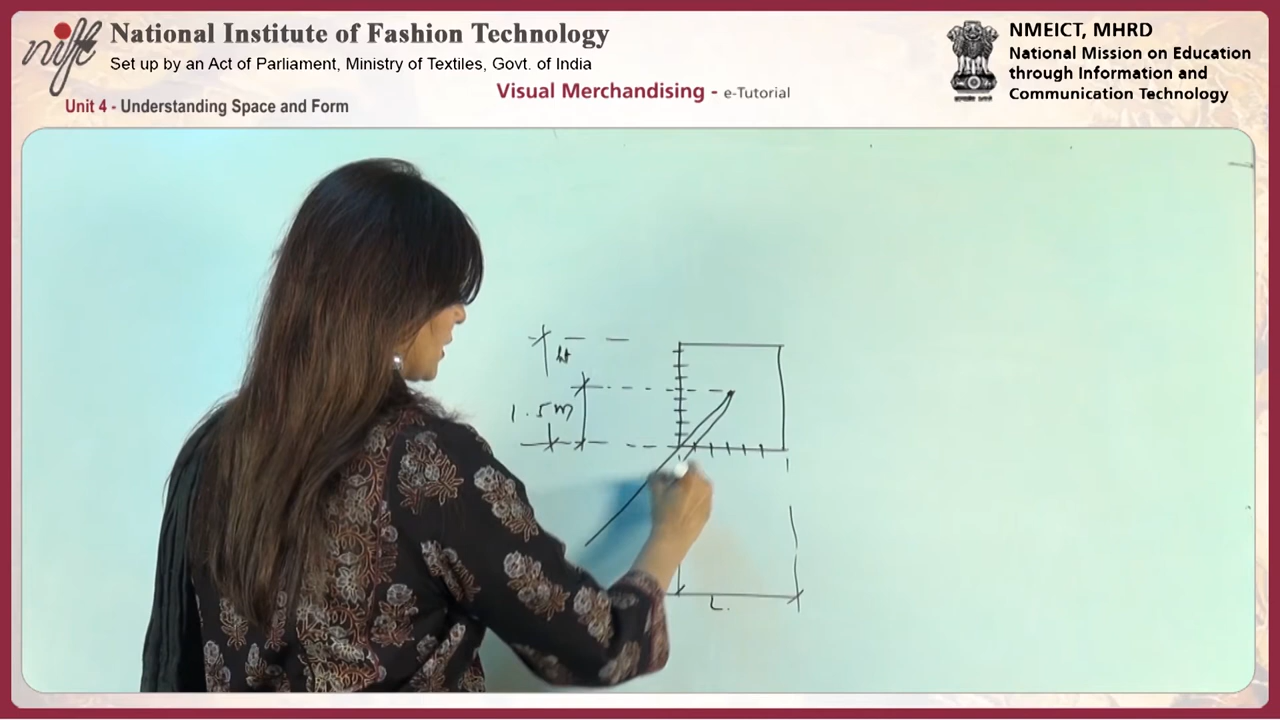 nift National Institute of Fashion Technology
Set up by an Act of Parliament, Ministry of Textiles, Govt. of India
Unit 4 - Understanding Space and Form
Visual Merchandising - e-Tutorial
NMEICT, MHRD
National Mission on Education
through Information and
Communication Technology
ht
1.5m
L.